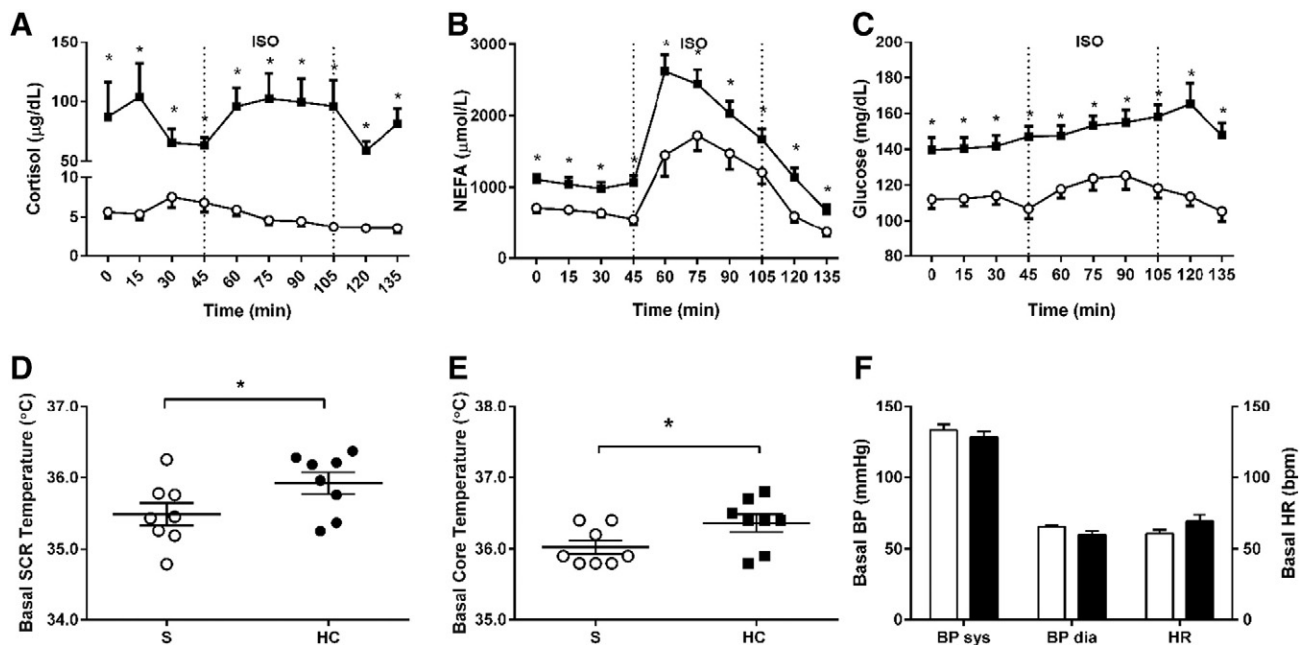 A
ISO
*
*
*
*
*
*
*
*
*
*
150
100
50
10
5
0
Cortisol (µg/dL)
0 15 30 45 60 75 90 105 120 135
Time (min)
B
ISO
*
*
*
*
*
*
*
*
*
*
3000
2000
1000
0
NEFA (µmol/L)
0 15 30 45 60 75 90 105 120 135
Time (min)
C
ISO
*
*
*
*
*
*
*
*
*
*
200
180
160
140
120
100
80
Glucose (mg/dL)
0 15 30 45 60 75 90 105 120 135
Time (min)
D
*
37.0
36.0
35.0
34.0
Basal SCR Temperature (°C)
S HC
E
*
38.0
37.0
36.0
35.0
Basal Core Temperature (°C)
S HC
F
150
100
50
0
Basal BP (mmHg)
150
100
50
0
Basal HR (bpm)
BP sys BP dia HR